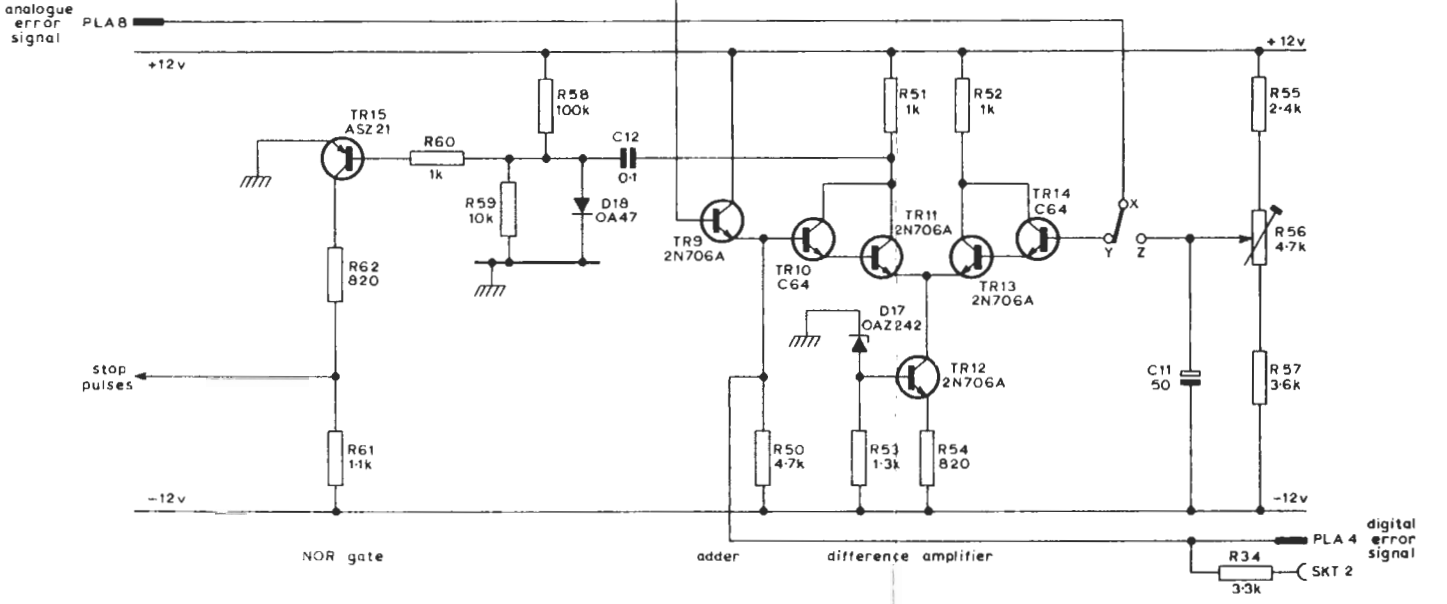 analogue
error
signal
PLA8
+12v
+12v
R58
100k
R51
1k
R52
1k
R55
2·4k
TR15
ASZ21
R60
1k
C12
0·1
R59
10k
D18
OA47
TR9
2N706A
TR10
C64
TR11
2N706A
TR14
C64
TR13
2N706A
X
Y
Z
R56
4·7k
R62
820
D17
OAZ242
TR12
2N706A
C11
50
R57
3·6k
stop
pulses
R61
1·1k
R50
4·7k
R53
1·3k
R54
820
-12v
-12v
NOR gate
adder
difference amplifier
PLA 4
digital
error
signal
R34
3·3k
SKT 2